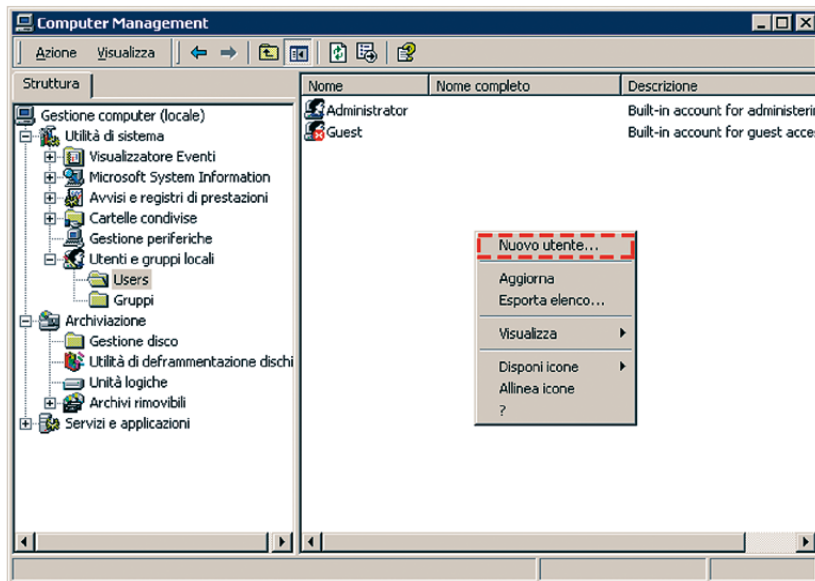 Computer Management
Azione Visualizza
Struttura
Nome Nome completo Descrizione
Gestione computer (locale)
Utilità di sistema
Visualizzatore Eventi
Microsoft System Information
Avvisi e registri di prestazioni
Cartelle condivise
Gestione periferiche
Utenti e gruppi locali
Users
Gruppi
Archiviazione
Gestione disco
Utilità di deframmentazione dischi
Unità logiche
Archivi rimovibili
Servizi e applicazioni
Administrator Built-in account for administerin
Guest Built-in account for guest acce
Nuovo utente...
Aggiorna
Esporta elenco...
Visualizza
Disponi icone
Allinea icone
?